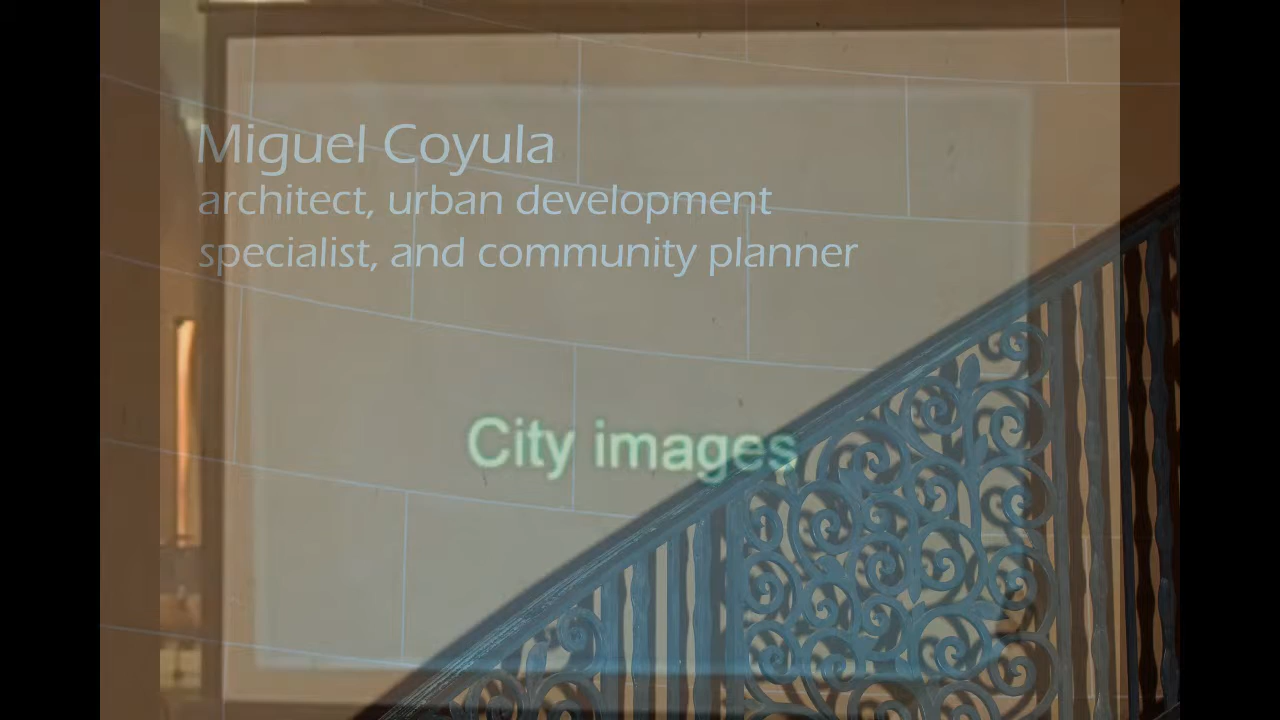 Miguel Coyula
architect, urban development
specialist, and community planner
City images